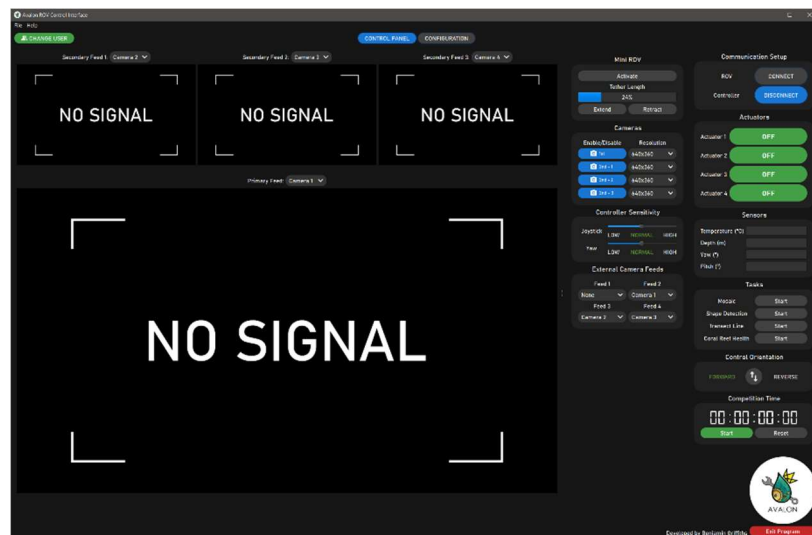 Avalon ROV Control Interface
File Help
CHANGE USER
CONTROL PANEL CONFIGURATION
Secondary Feed 1: Camera 2
Secondary Feed 2: Camera 3
Secondary Feed 3: Camera 4
NO SIGNAL
NO SIGNAL
NO SIGNAL
Primary Feed: Camera 1
NO SIGNAL
Mini ROV
Activate
Tether Length
24%
Extend Retract
Cameras
Enable/Disable Resolution
640x360
640x360
640x360
640x360
Controller Sensitivity
Joystick
LOW NORMAL HIGH
Yaw
LOW NORMAL HIGH
External Camera Feeds
Feed 1 Feed 2
None Camera 1
Feed 3 Feed 4
Camera 2 Camera 3
Communication Setup
ROV CONNECT
Controller DISCONNECT
Actuators
Actuator 1 OFF
Actuator 2 OFF
Actuator 3 OFF
Actuator 4 OFF
Sensors
Temperature (°C)
Depth (m)
Yaw (°)
Pitch (°)
Tasks
Mosaic Start
Shape Detection Start
Transect Line Start
Coral Reef Health Start
Control Orientation
FORWARD REVERSE
Competition Time
00:00:00:00
Start Reset
AVALON
Developed by Benjamin Griffiths
Exit Program